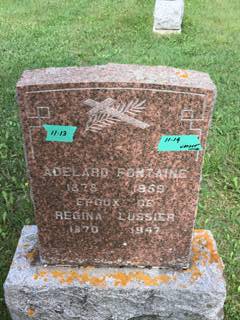 11-13
11-14
ADELARD FONTAINE
1878 1959
EPOUX DE
REGINA LUSSIER
1870 1947